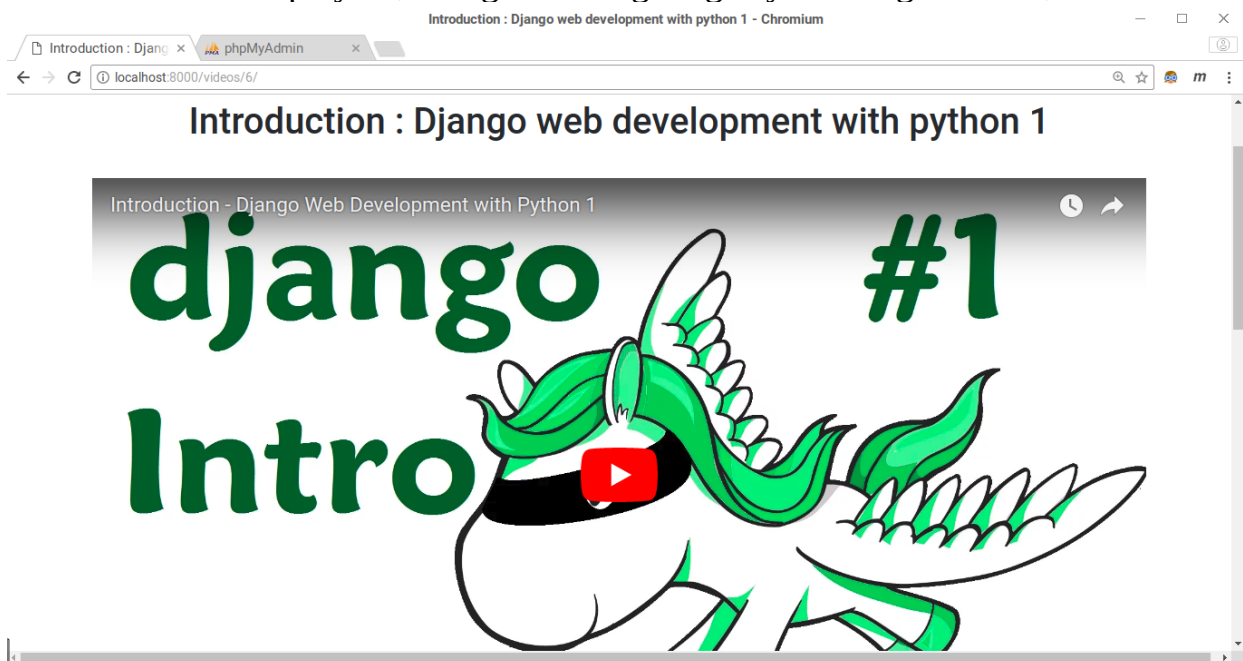 Introduction : Django web development with python 1 - Chromium
Introduction : Djang
phpMyAdmin
localhost:8000/videos/6/
m
Introduction : Django web development with python 1
Introduction - Django Web Development with Python 1
django #1
Intro